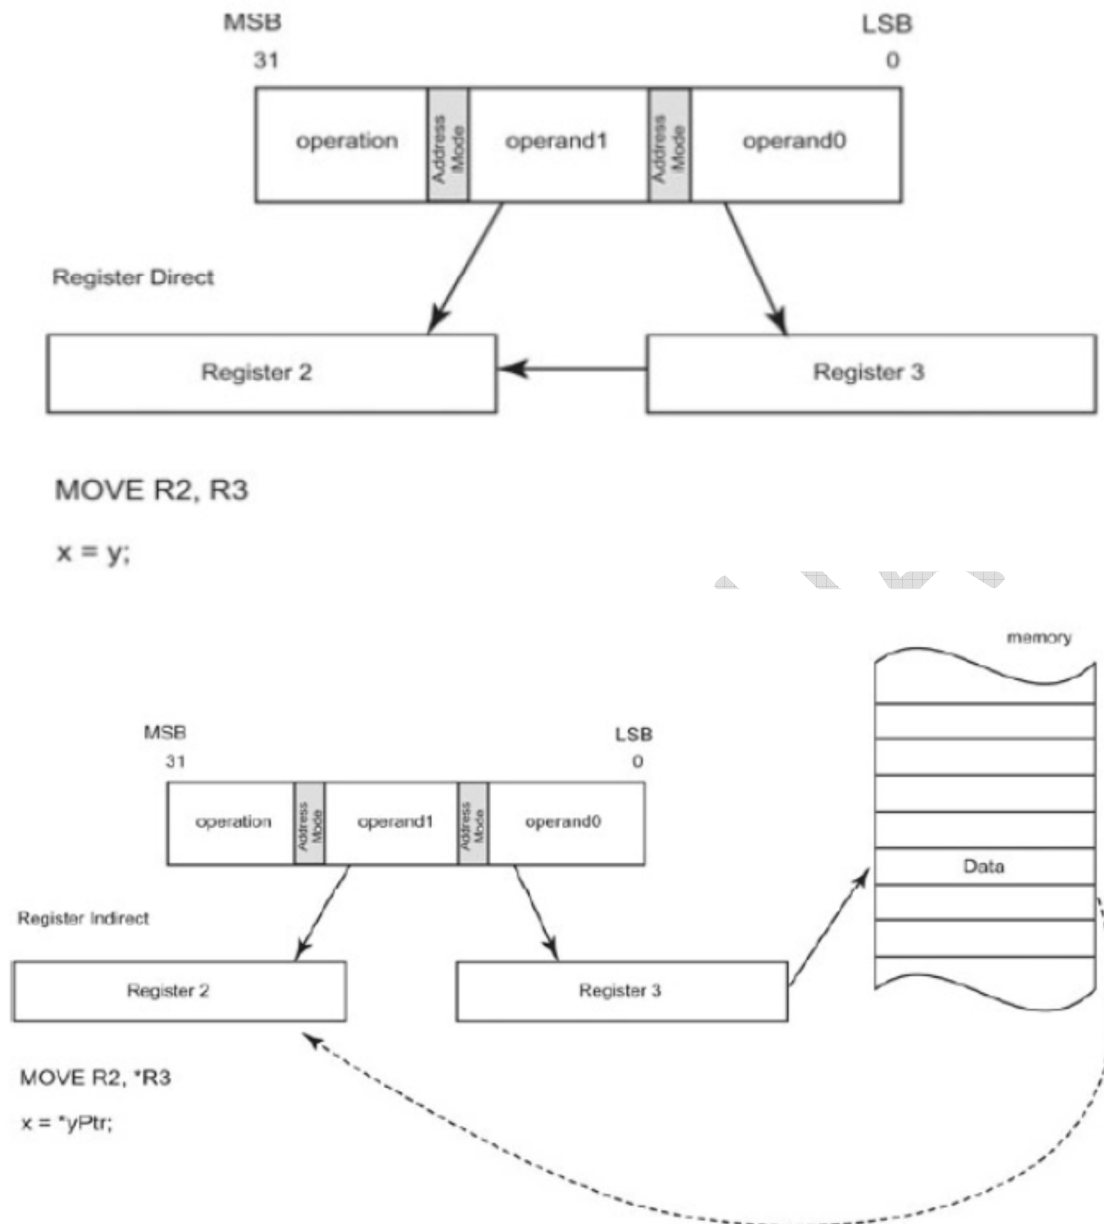 MSB LSB
31 0
operation Address Mode operand1 Address Mode operand0
Register Direct
Register 2 Register 3
MOVE R2, R3
x = y;
memory
MSB LSB
31 0
operation Address Mode operand1 Address Mode operand0
Data
Register Indirect
Register 2 Register 3
MOVE R2, *R3
x = *yPtr;